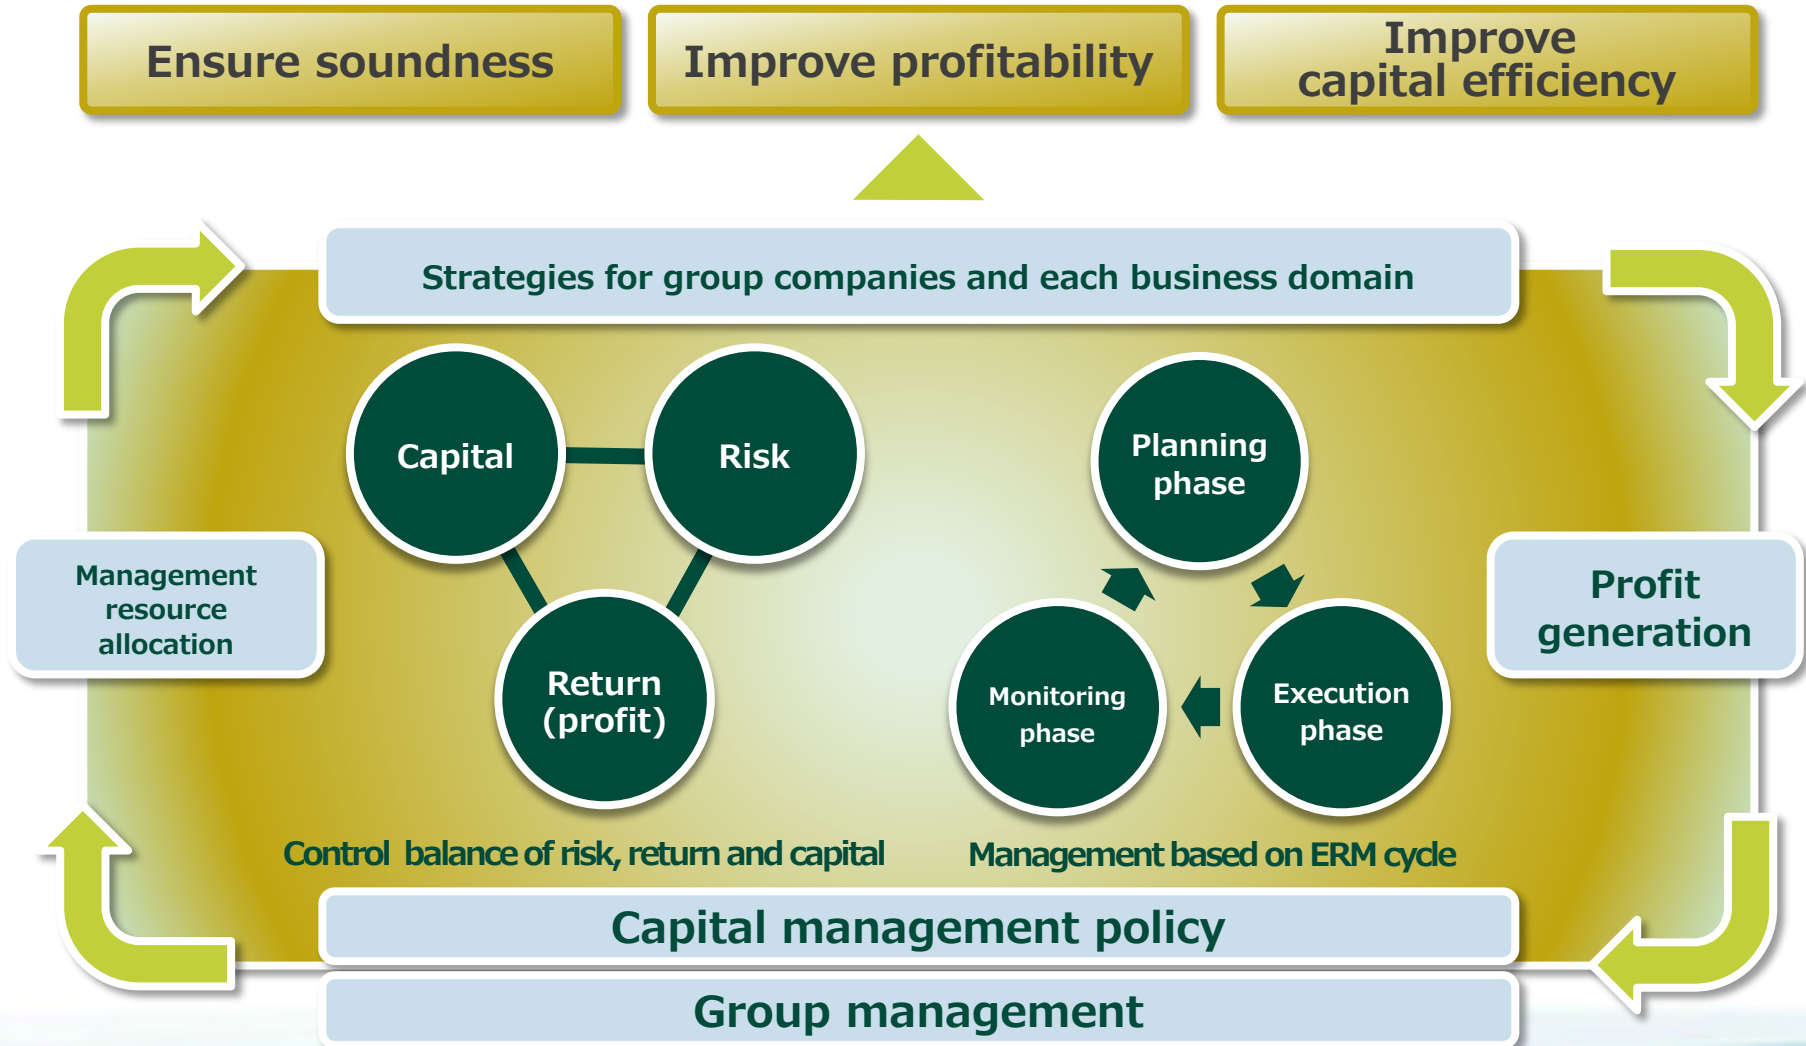 Ensure soundness
Improve profitability
Improve
capital efficiency
Strategies for group companies and each business domain
Capital
Risk
Return
(profit)
Planning
phase
Monitoring
phase
Execution
phase
Management
resource
allocation
Profit
generation
Control balance of risk, return and capital
Management based on ERM cycle
Capital management policy
Group management